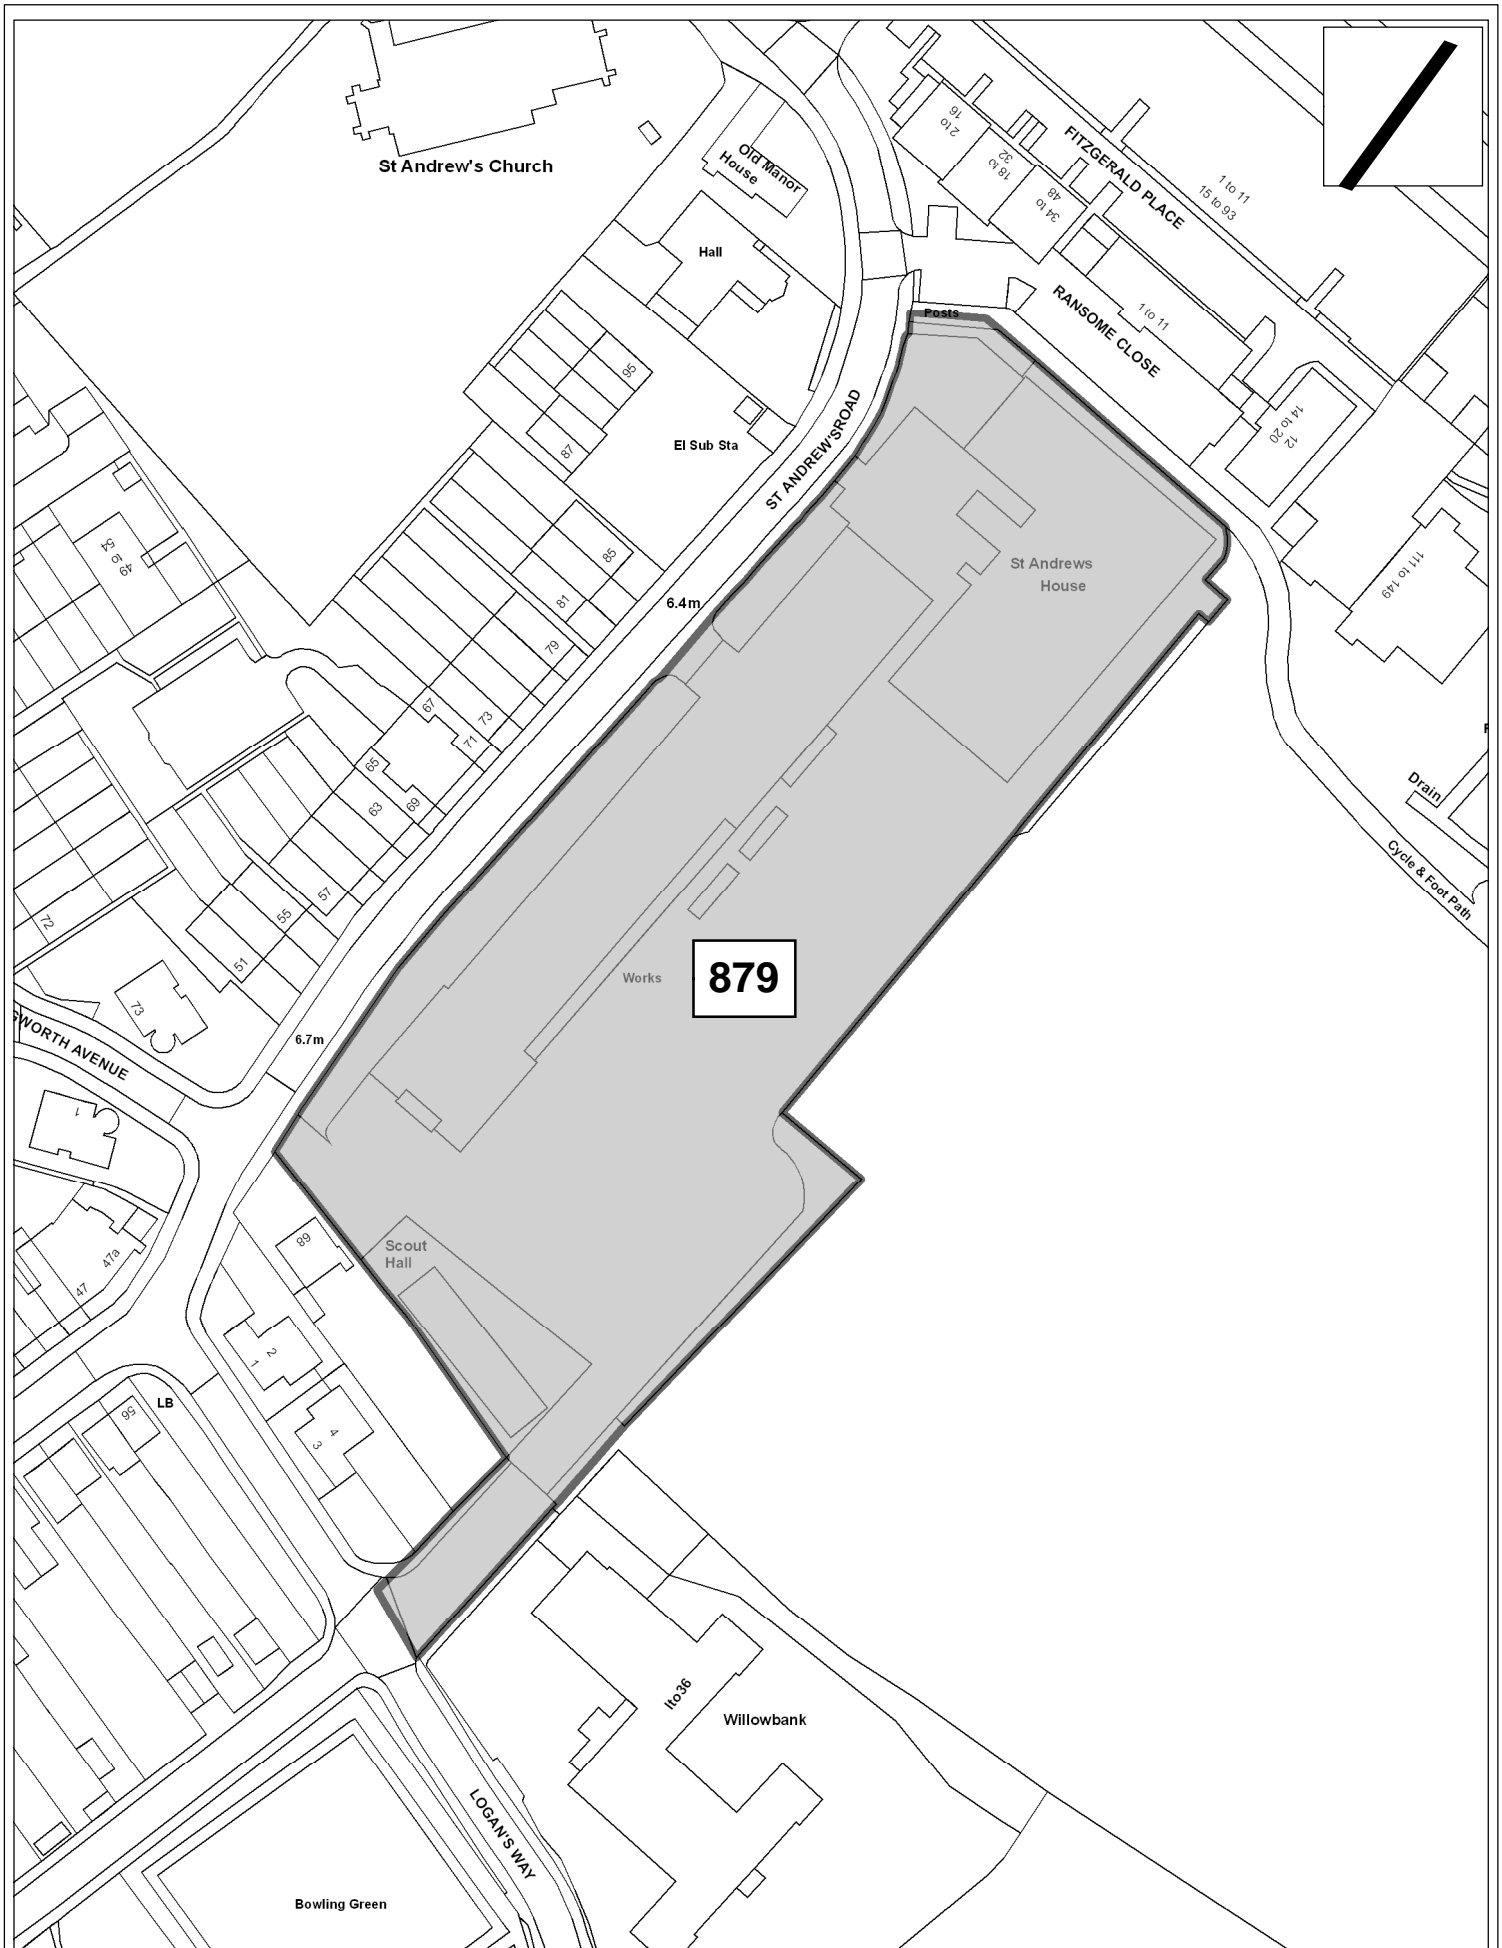 St Andrew's Church
Old Manor
House
Hall
2 to
16
18 to
32
34 to
48
FITZGERALD PLACE
1 to 11
15 to 93
Posts
RANSOME CLOSE
1 to 11
95
87
El Sub Sta
ST ANDREW'SROAD
12
14 to 20
49
to
54
85
81
6.4m
79
St Andrews
House
111 to 149
67
73
71
65
63
69
Drain
57
55
51
72
Cycle & Foot Path
73
Works
879
6.7m
GWORTH AVENUE
1
Scout
Hall
89
47a
47
2
1
LB
56
4
3
1to36
Willowbank
LOGAN'S WAY
Bowling Green